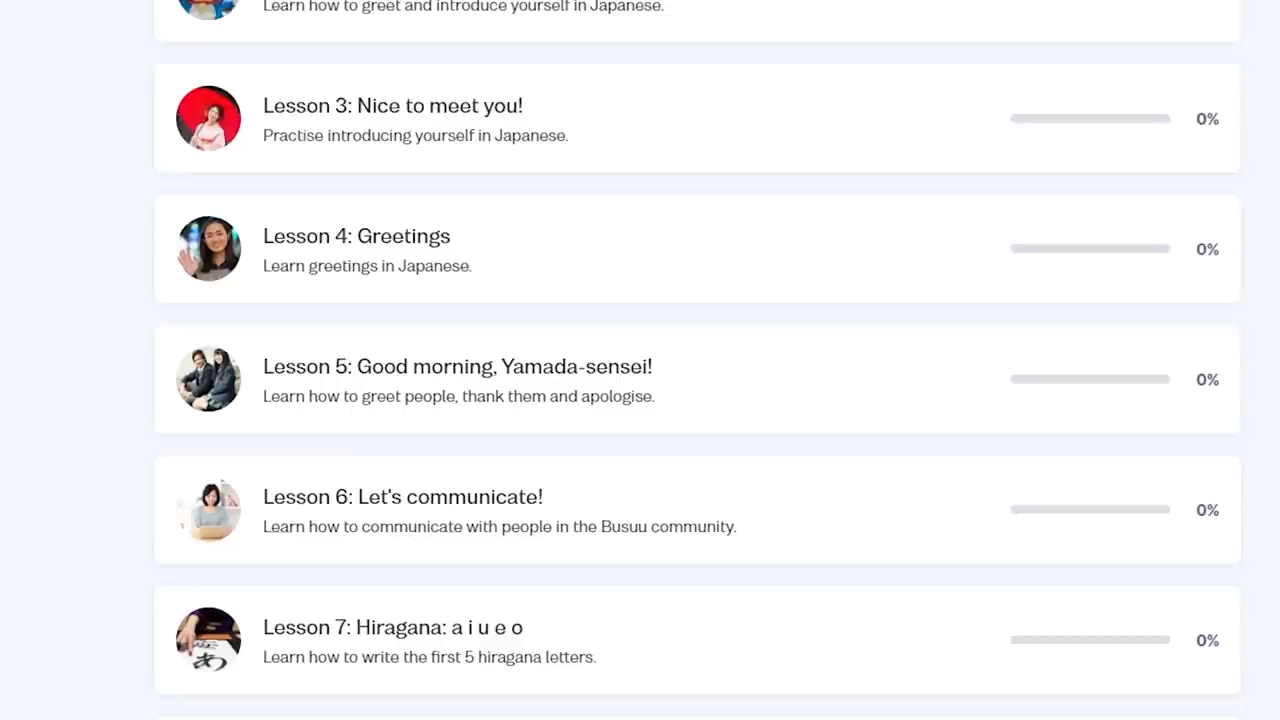 Learn how to greet and introduce yourself in Japanese.
Lesson 3: Nice to meet you!
Practise introducing yourself in Japanese.
0%
Lesson 4: Greetings
Learn greetings in Japanese.
0%
Lesson 5: Good morning, Yamada-sensei!
Learn how to greet people, thank them and apologise.
0%
Lesson 6: Let's communicate!
Learn how to communicate with people in the Busuu community.
0%
Lesson 7: Hiragana: a i u e o
Learn how to write the first 5 hiragana letters.
0%
あ